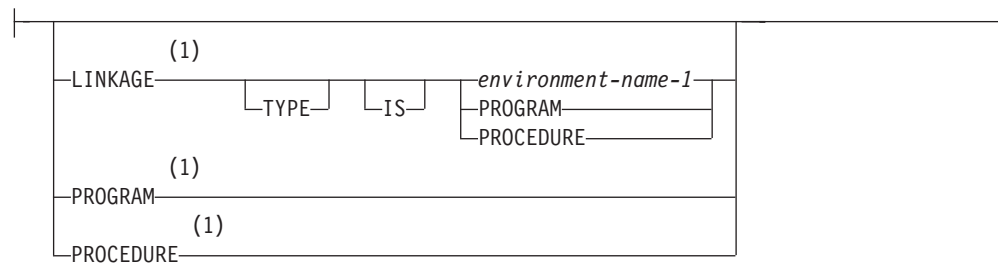 (1)
LINKAGE environment-name-1
TYPE IS PROGRAM
PROCEDURE
(1)
PROGRAM
(1)
PROCEDURE